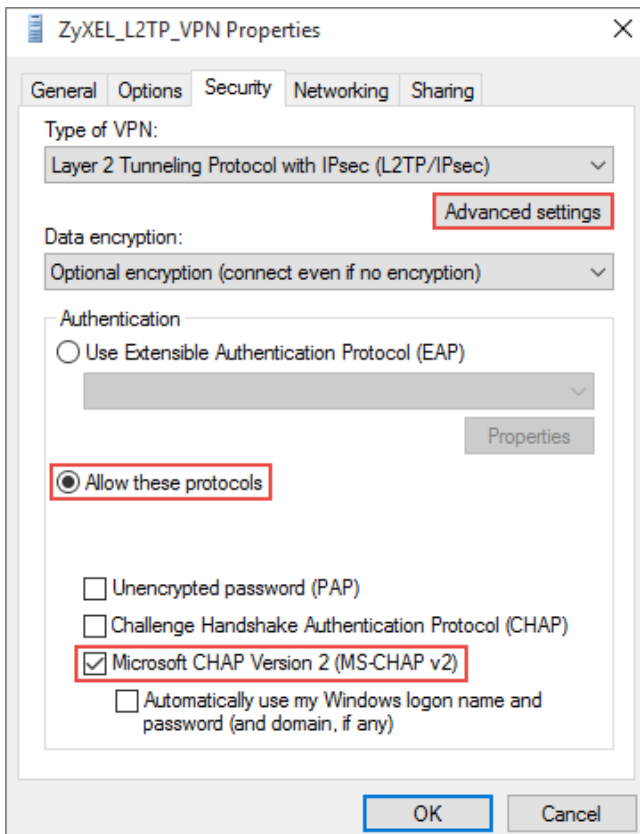 ZyXEL_L2TP_VPN Properties
General Options Security Networking Sharing
Type of VPN:
Layer 2 Tunneling Protocol with IPsec (L2TP/IPsec)
Advanced settings
Data encryption:
Optional encryption (connect even if no encryption)
Authentication
Use Extensible Authentication Protocol (EAP)
Properties
Allow these protocols
Unencrypted password (PAP)
Challenge Handshake Authentication Protocol (CHAP)
Microsoft CHAP Version 2 (MS-CHAP v2)
Automatically use my Windows logon name and
password (and domain, if any)
OK Cancel